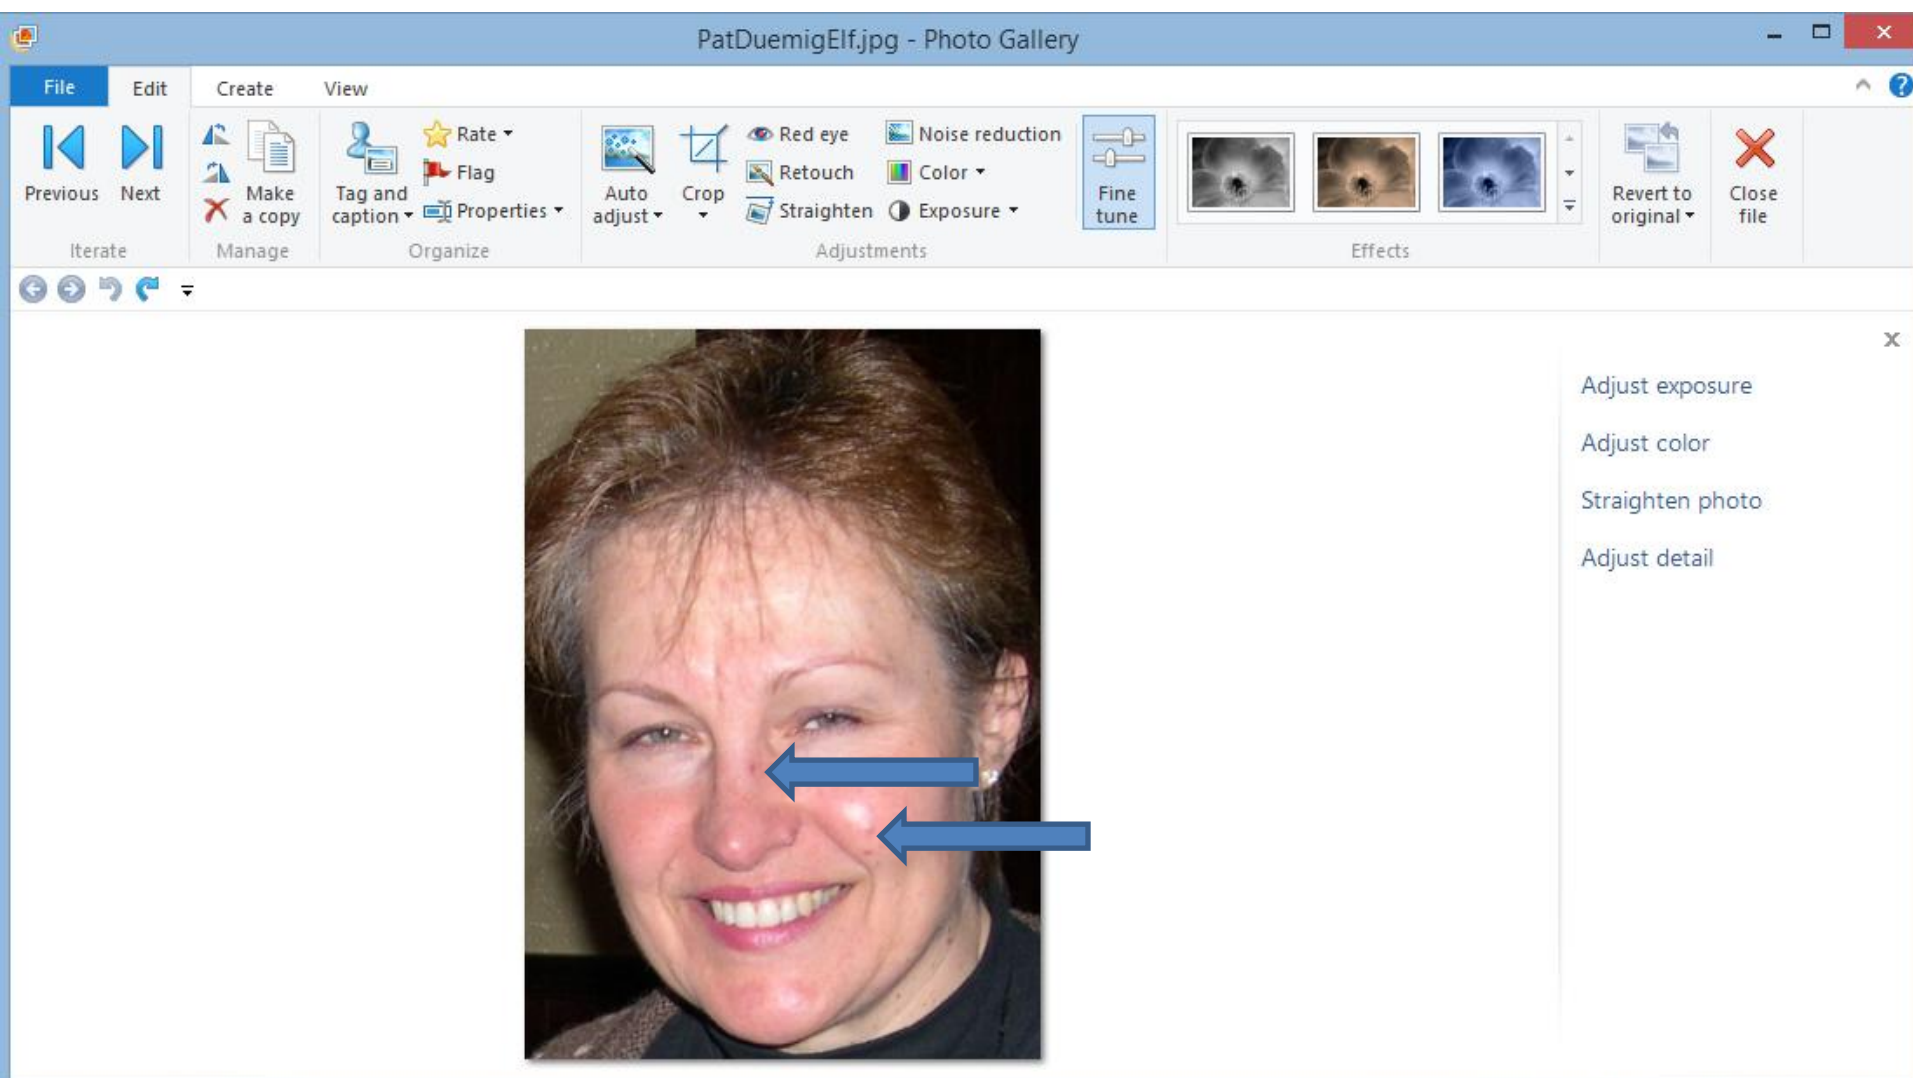 PatDuemigElf.jpg - Photo Gallery
File Edit Create View
Previous
Next
Make
a copy
Tag and
caption
Rate
Flag
Properties
Auto
adjust
Crop
Red eye
Retouch
Straighten
Noise reduction
Color
Exposure
Fine
tune
Revert to
original
Close
file
Iterate Manage Organize Adjustments Effects
Adjust exposure
Adjust color
Straighten photo
Adjust detail